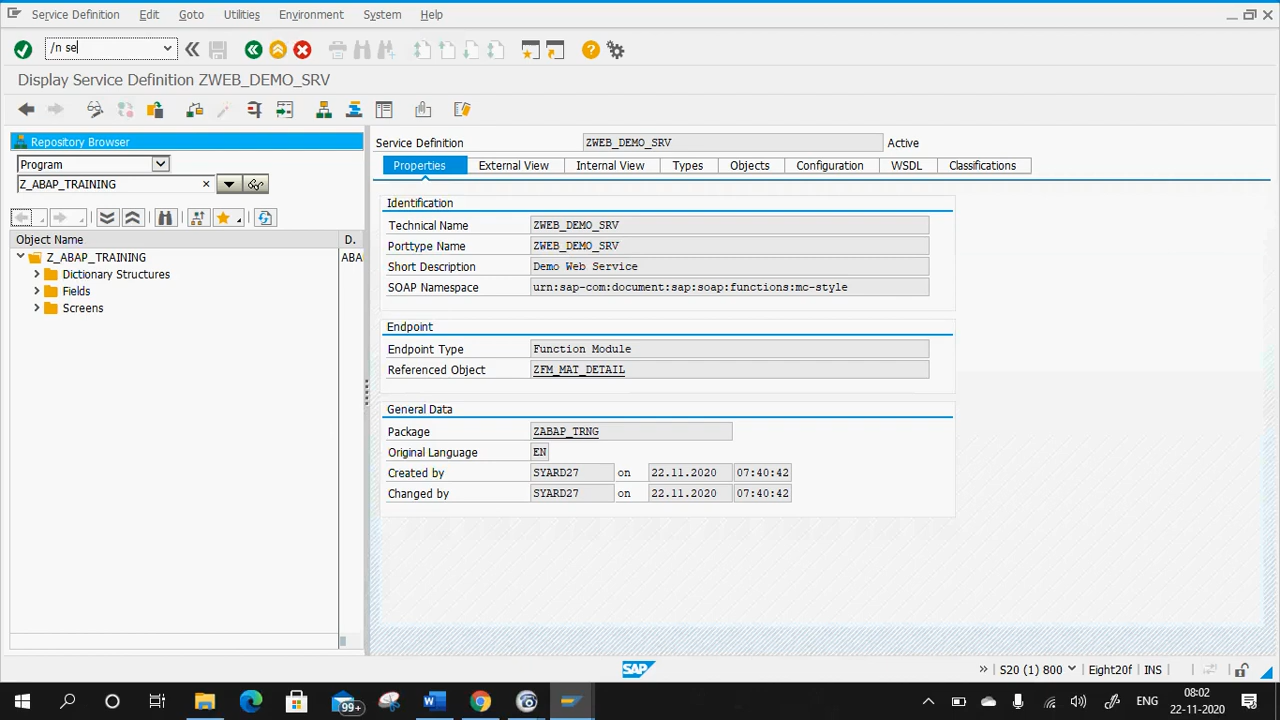 Service Definition Edit Goto Utilities Environment System Help
/n se
Display Service Definition ZWEB_DEMO_SRV
Repository Browser
Program
Z_ABAP_TRAINING
Object Name D.
Z_ABAP_TRAINING ABA
Dictionary Structures
Fields
Screens
Service Definition ZWEB_DEMO_SRV Active
Properties External View Internal View Types Objects Configuration WSDL Classifications
Identification
Technical Name ZWEB_DEMO_SRV
Porttype Name ZWEB_DEMO_SRV
Short Description Demo Web Service
SOAP Namespace urn:sap-com:document:sap:soap:functions:mc-style
Endpoint
Endpoint Type Function Module
Referenced Object ZFM_MAT_DETAIL
General Data
Package ZABAP_TRNG
Original Language EN
Created by SYARD27 on 22.11.2020 07:40:42
Changed by SYARD27 on 22.11.2020 07:40:42
SAP
S20 (1) 800 Eight20f INS
99+
ENG
08:02
22-11-2020